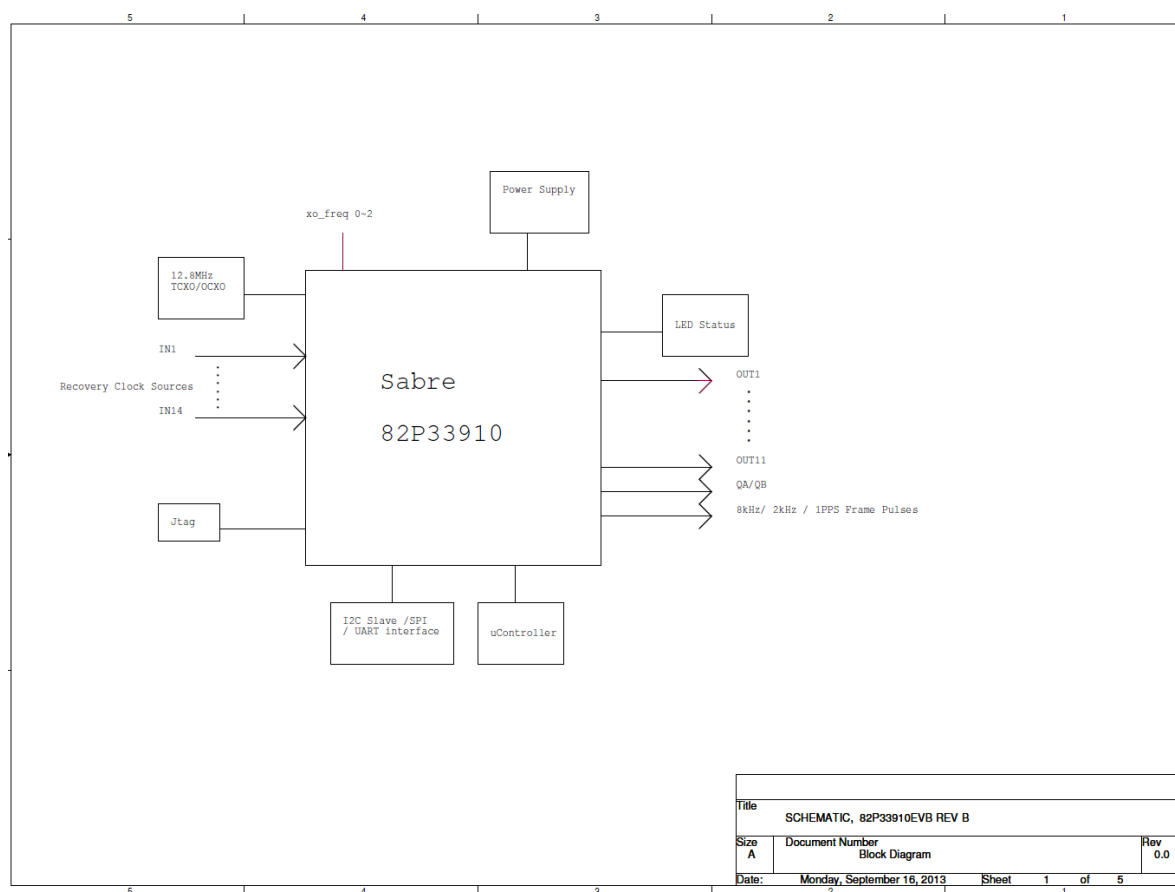 5 4 3 2 1
Power Supply
xo_freq 0~2
12.8MHz
TCXO/OCXO
LED Status
IN1
OUT1
Recovery Clock Sources
Sabre
IN14
82P33910
OUT11
QA/QB
8kHz/ 2kHz / 1PPS Frame Pulses
Jtag
I2C Slave /SPI
/ UART interface
uController
Title
SCHEMATIC, 82P33910EVB REV B
Size Document Number Rev
A Block Diagram 0.0
Date: Monday, September 16, 2013 Sheet 1 of 5
5 4 3 2 1